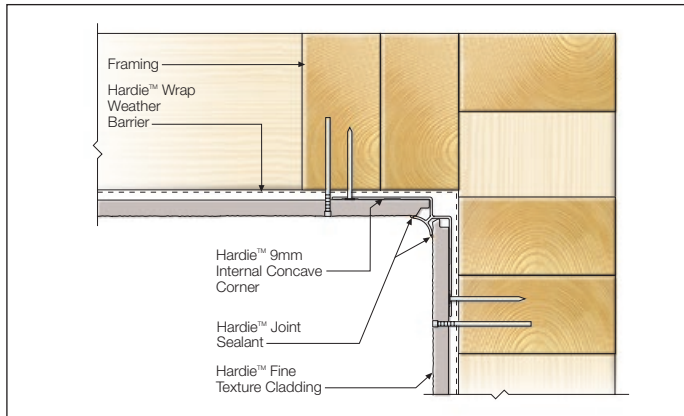 Framing
Hardie™ Wrap
Weather
Barrier
Hardie™ 9mm
Internal Concave
Corner
Hardie™ Joint
Sealant
Hardie™ Fine
Texture Cladding